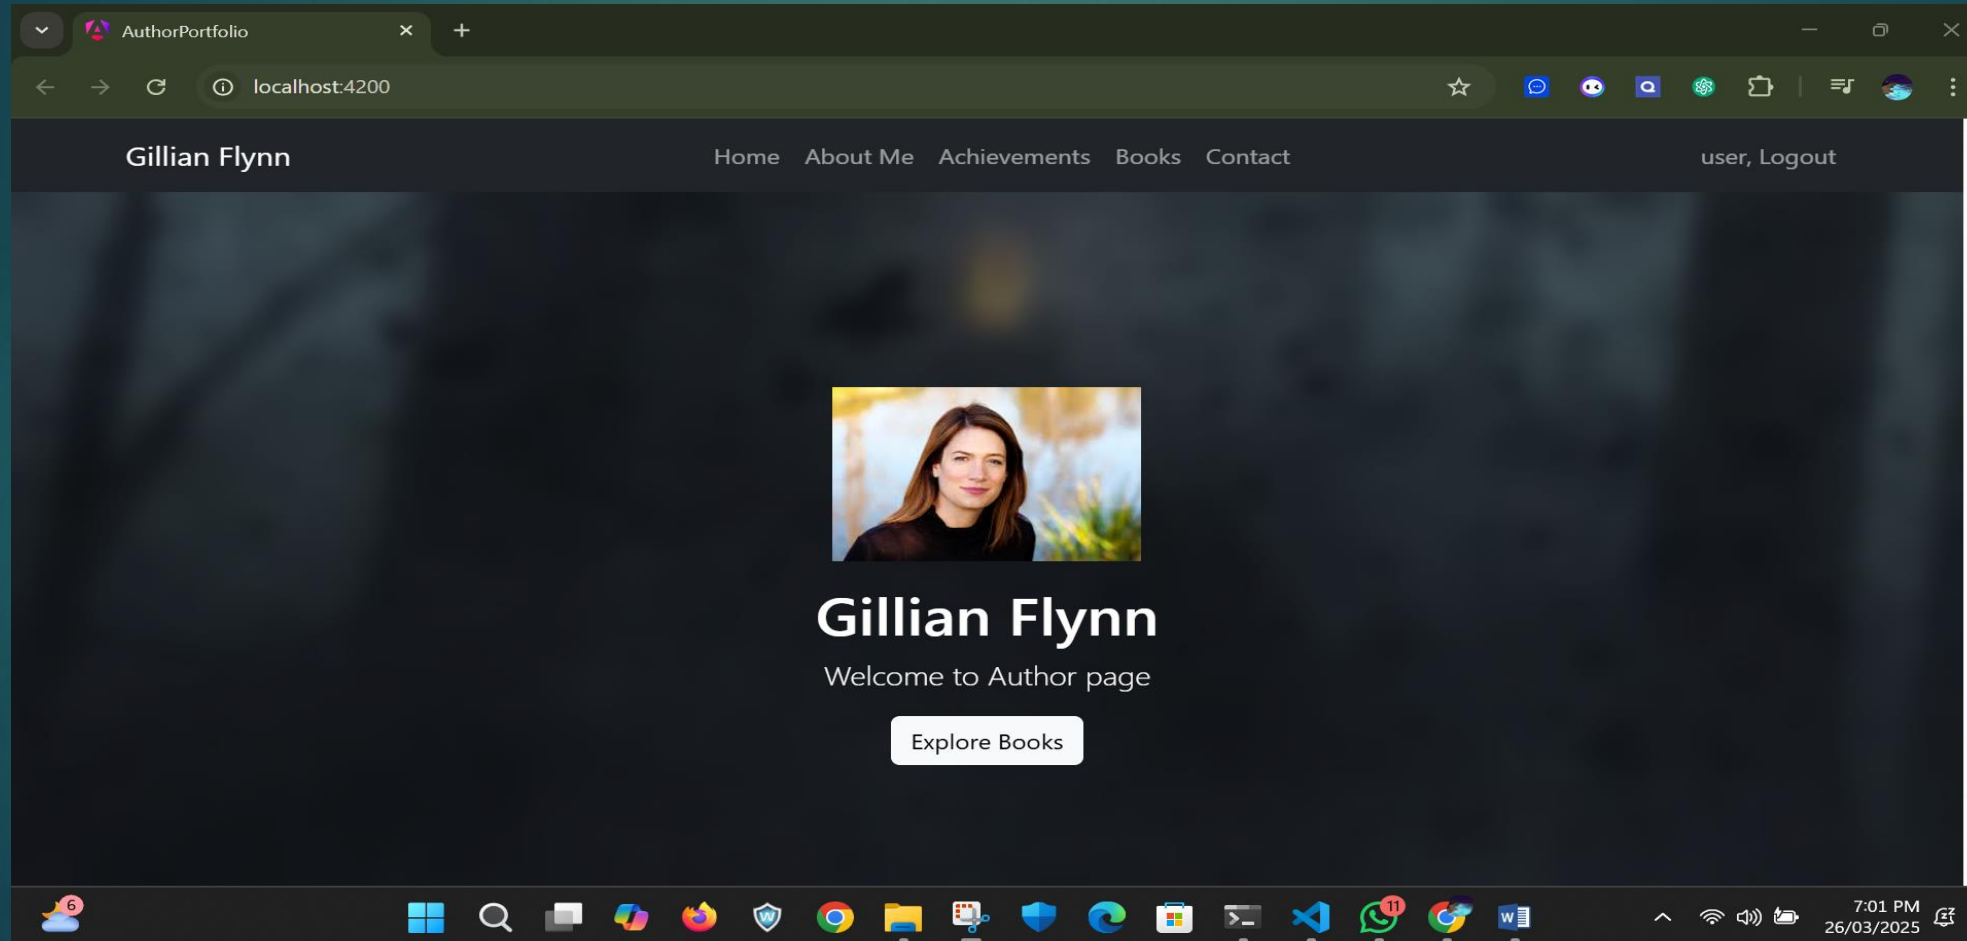 AuthorPortfolio
localhost:4200
Gillian Flynn Home About Me Achievements Books Contact user, Logout
Gillian Flynn
Welcome to Author page
Explore Books
6
11
7:01 PM
26/03/2025